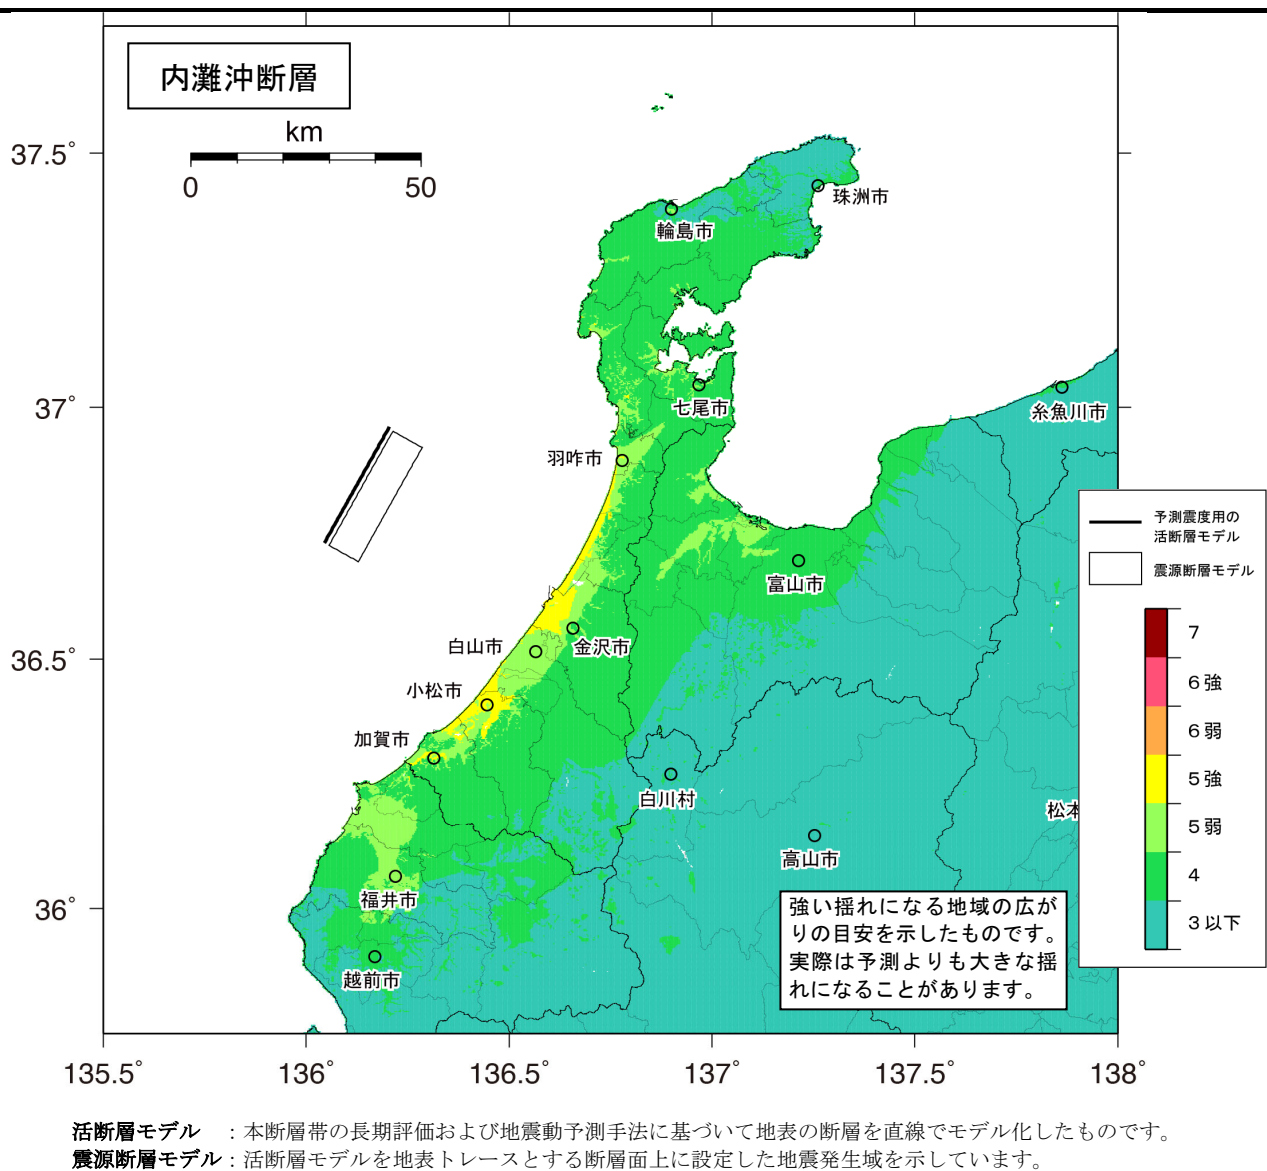 内灘沖断層
km
0 50
37.5°
37°
36.5°
36°
珠洲市
輪島市
七尾市
糸魚川市
羽咋市
富山市
白山市
金沢市
小松市
加賀市
白川村
松本
高山市
福井市
越前市
予測震度用の
活断層モデル
震源断層モデル
7
6強
6弱
5強
5弱
4
3以下
強い揺れになる地域の広が
りの目安を示したものです。
実際は予測よりも大きな揺
れになることがあります。
135.5° 136° 136.5° 137° 137.5° 138°
活断層モデル :本断層帯の長期評価および地震動予測手法に基づいて地表の断層を直線でモデル化したものです。
震源断層モデル:活断層モデルを地表トレースとする断層面上に設定した地震発生域を示しています。